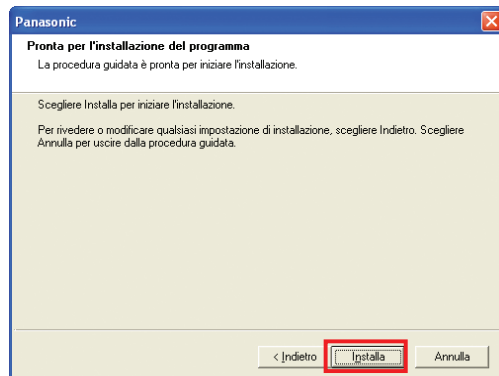 Panasonic
Pronta per l'installazione del programma
La procedura guidata è pronta per iniziare l'installazione.
Scegliere Installa per iniziare l'installazione.
Per rivedere o modificare qualsiasi impostazione di installazione, scegliere Indietro. Scegliere
Annulla per uscire dalla procedura guidata.
< Indietro Installa Annulla